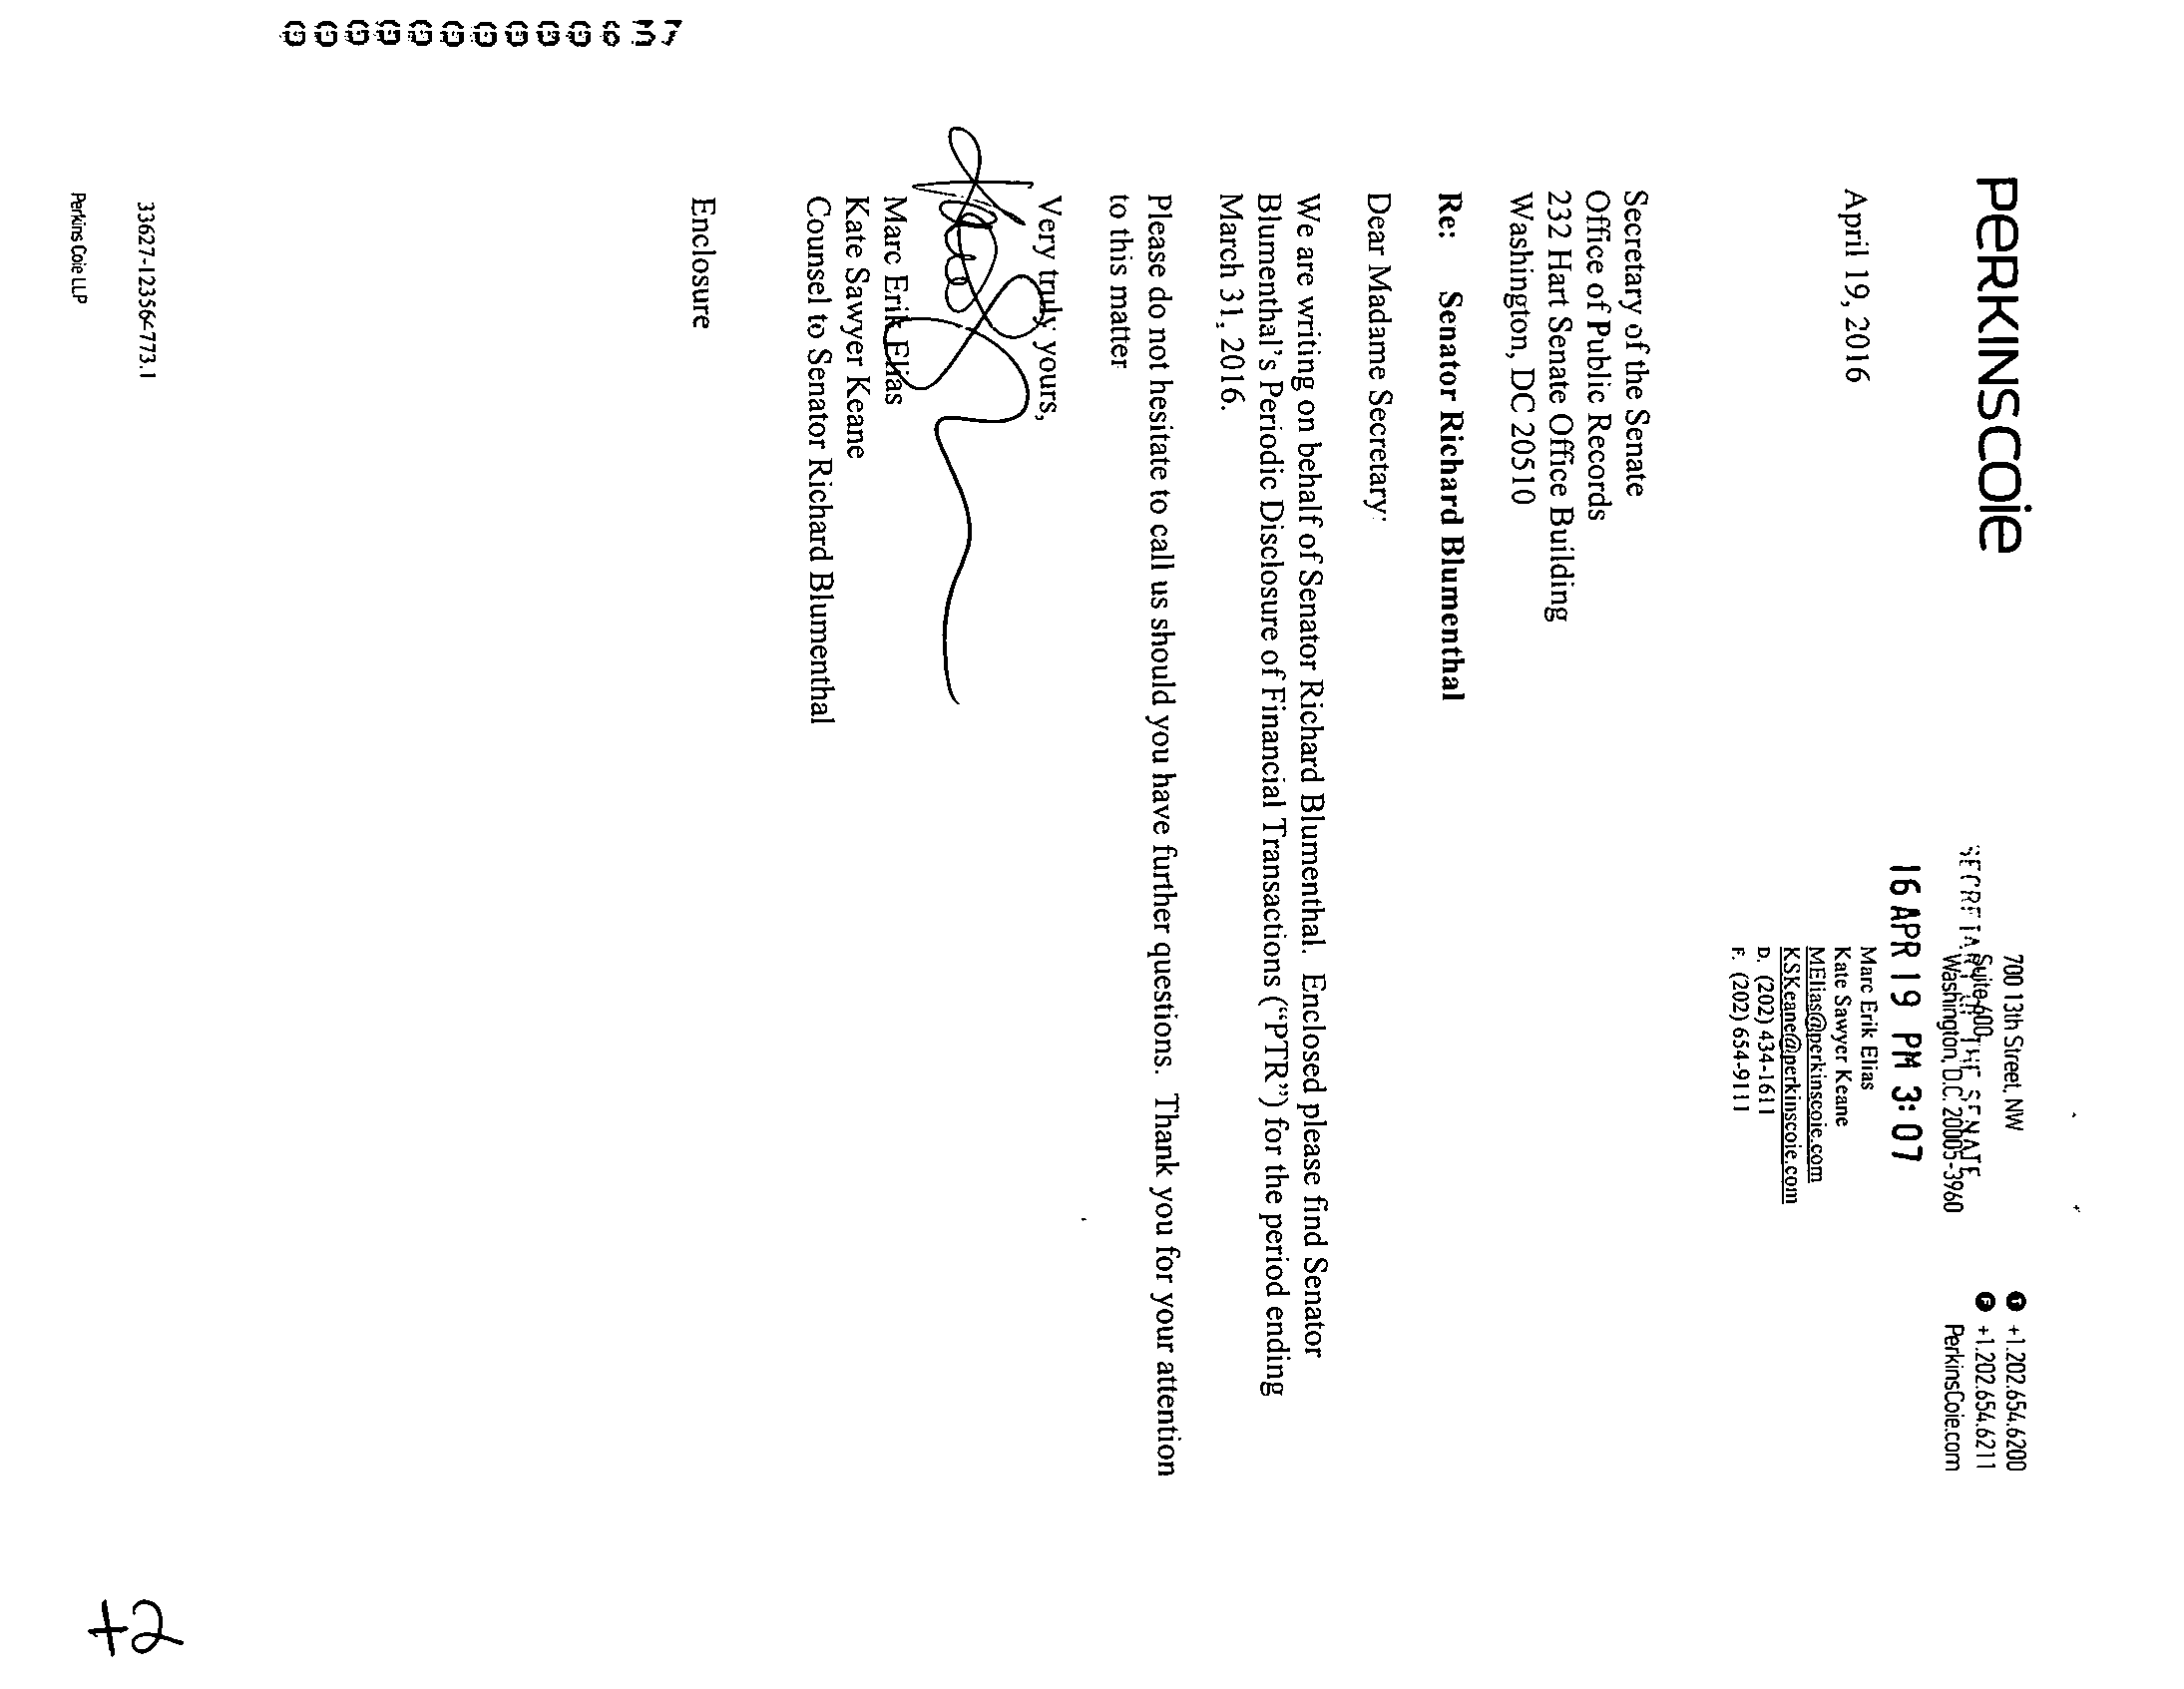 PERKINSCOIE
700 13th Street, NW
Suite 600
Washington, D.C. 20005-3960
+1.202.654.6200
+1.202.654.6211
PerkinsCoie.com
SECRETARY OF THE SENATE
16 APR 19 PM 3:07
April 19, 2016
Marc Erik Elias
Kate Sawyer Keane
MElias@perkinscoie.com
KSKeane@perkinscoie.com
D. (202) 434-1611
F. (202) 654-9111
Secretary of the Senate
Office of Public Records
232 Hart Senate Office Building
Washington, DC 20510
Re: Senator Richard Blumenthal
Dear Madame Secretary:
We are writing on behalf of Senator Richard Blumenthal. Enclosed please find Senator
Blumenthal's Periodic Disclosure of Financial Transactions ("PTR") for the period ending
March 31, 2016.
Please do not hesitate to call us should you have further questions. Thank you for your attention
to this matter
Very truly yours,
Marc Erik Elias
Kate Sawyer Keane
Counsel to Senator Richard Blumenthal
Enclosure
Perkins Coie LLP
+2